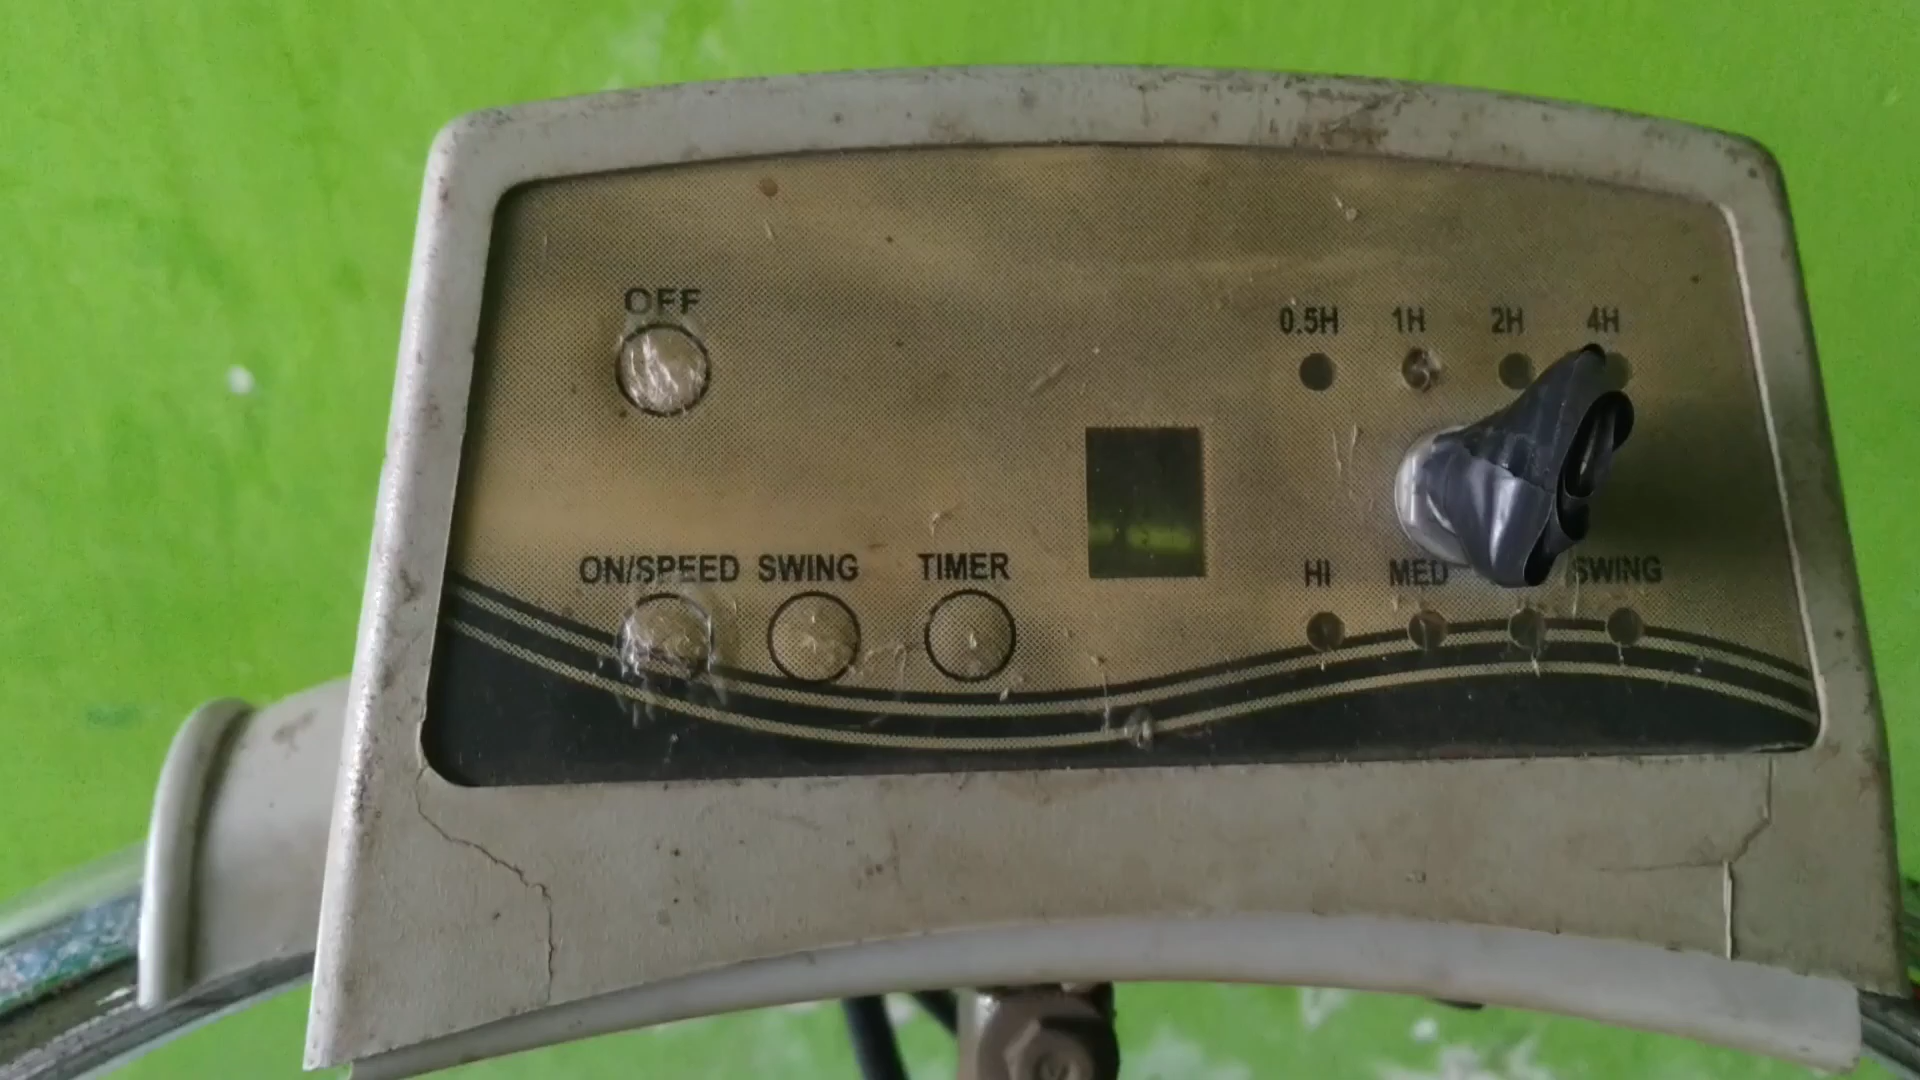 OFF
0.5H 1H 2H 4H
ON/SPEED SWING TIMER
HI MED SWING